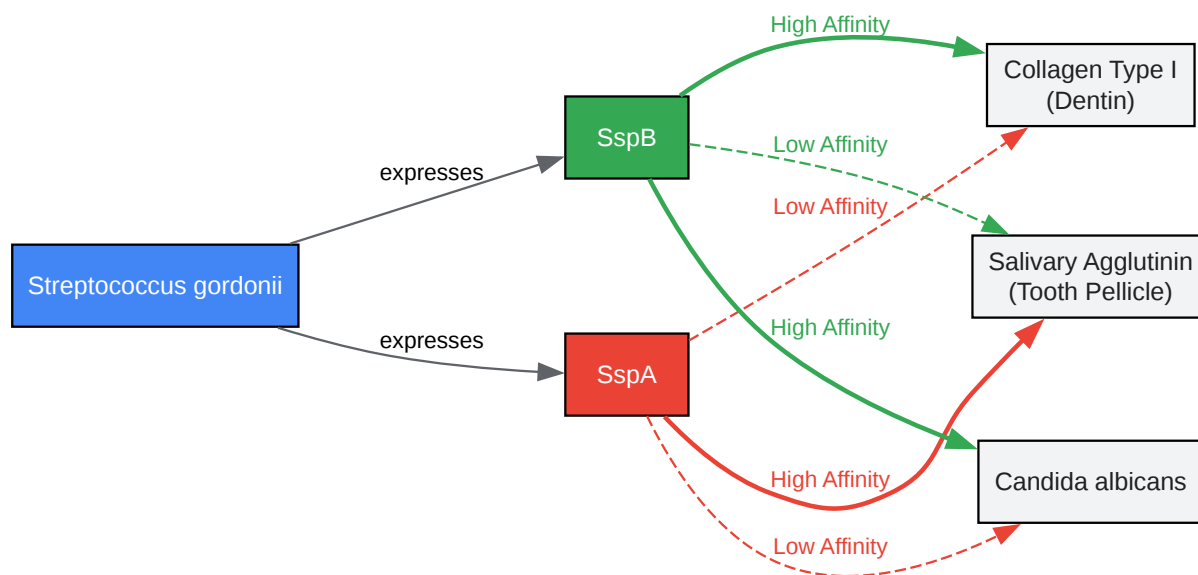 High Affinity
Collagen Type I
(Dentin)
SspB
Low Affinity
expresses
Low Affinity
Streptococcus gordonii
Salivary Agglutinin
(Tooth Pellicle)
High Affinity
expresses
SspA
High Affinity
Candida albicans
Low Affinity